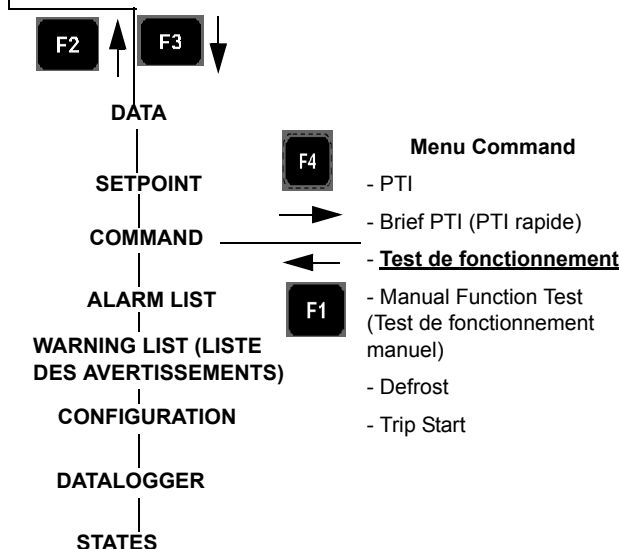 F2
F3
DATA
SETPOINT
COMMAND
ALARM LIST
WARNING LIST (LISTE
DES AVERTISSEMENTS)
CONFIGURATION
DATALOGGER
STATES
F4
F1
Menu Command
- PTI
- Brief PTI (PTI rapide)
- Test de fonctionnement
- Manual Function Test
(Test de fonctionnement
manuel)
- Defrost
- Trip Start